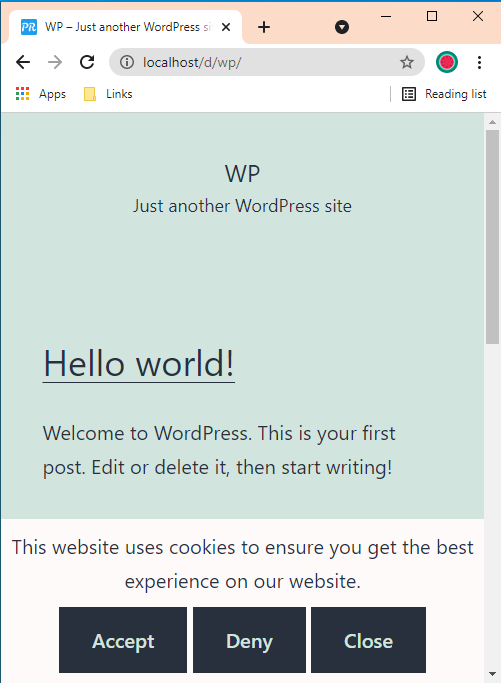 PR WP – Just another WordPress si
localhost/d/wp/
Apps Links Reading list
WP
Just another WordPress site
Hello world!
Welcome to WordPress. This is your first
post. Edit or delete it, then start writing!
This website uses cookies to ensure you get the best
experience on our website.
Accept Deny Close